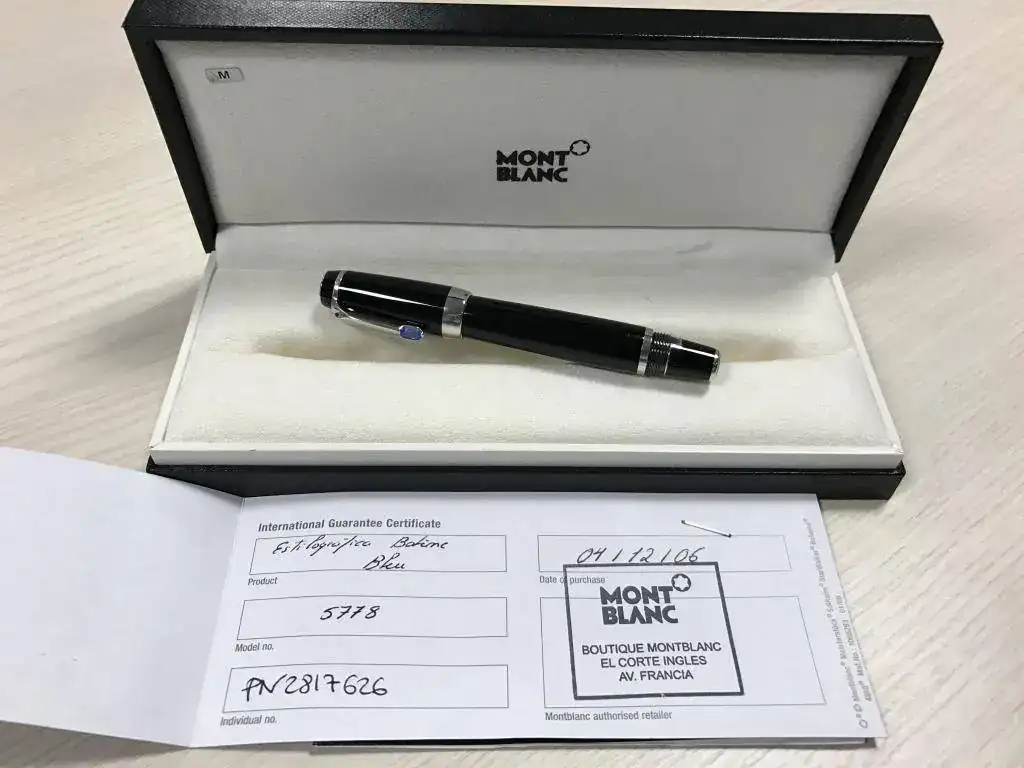 M
MONT
BLANC
International Guarantee Certificate
Estilográfica Boheme
Bleu
Product
5778
Model no.
PN2817626
Individual no.
04/12/06
Date of purchase
MONT
BLANC
BOUTIQUE MONTBLANC
EL CORTE INGLES
AV. FRANCIA
Montblanc authorised retailer